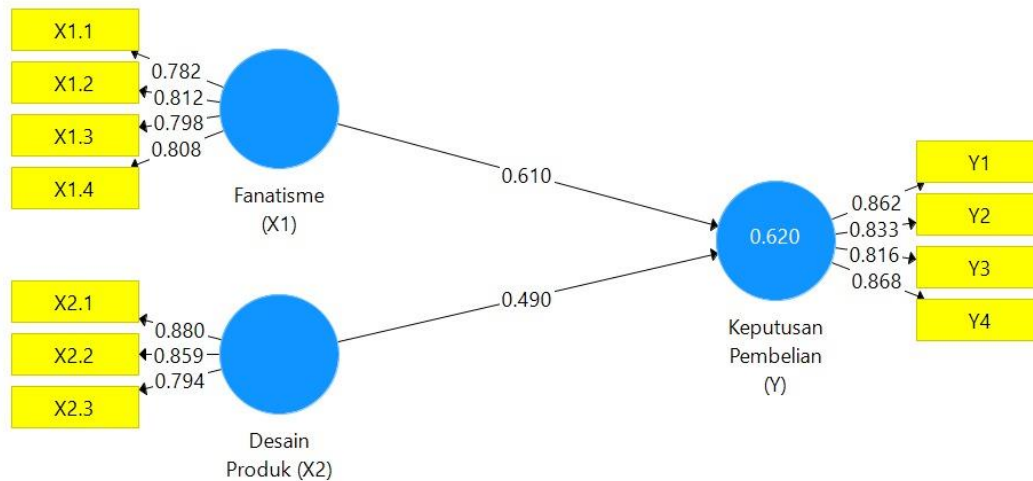 X1.1
X1.2
X1.3
X1.4
0.782
0.812
0.798
0.808
Fanatisme
(X1)
0.610
X2.1
X2.2
X2.3
0.880
0.859
0.794
Desain
Produk (X2)
0.490
0.620
Keputusan
Pembelian
(Y)
0.862
0.833
0.816
0.868
Y1
Y2
Y3
Y4